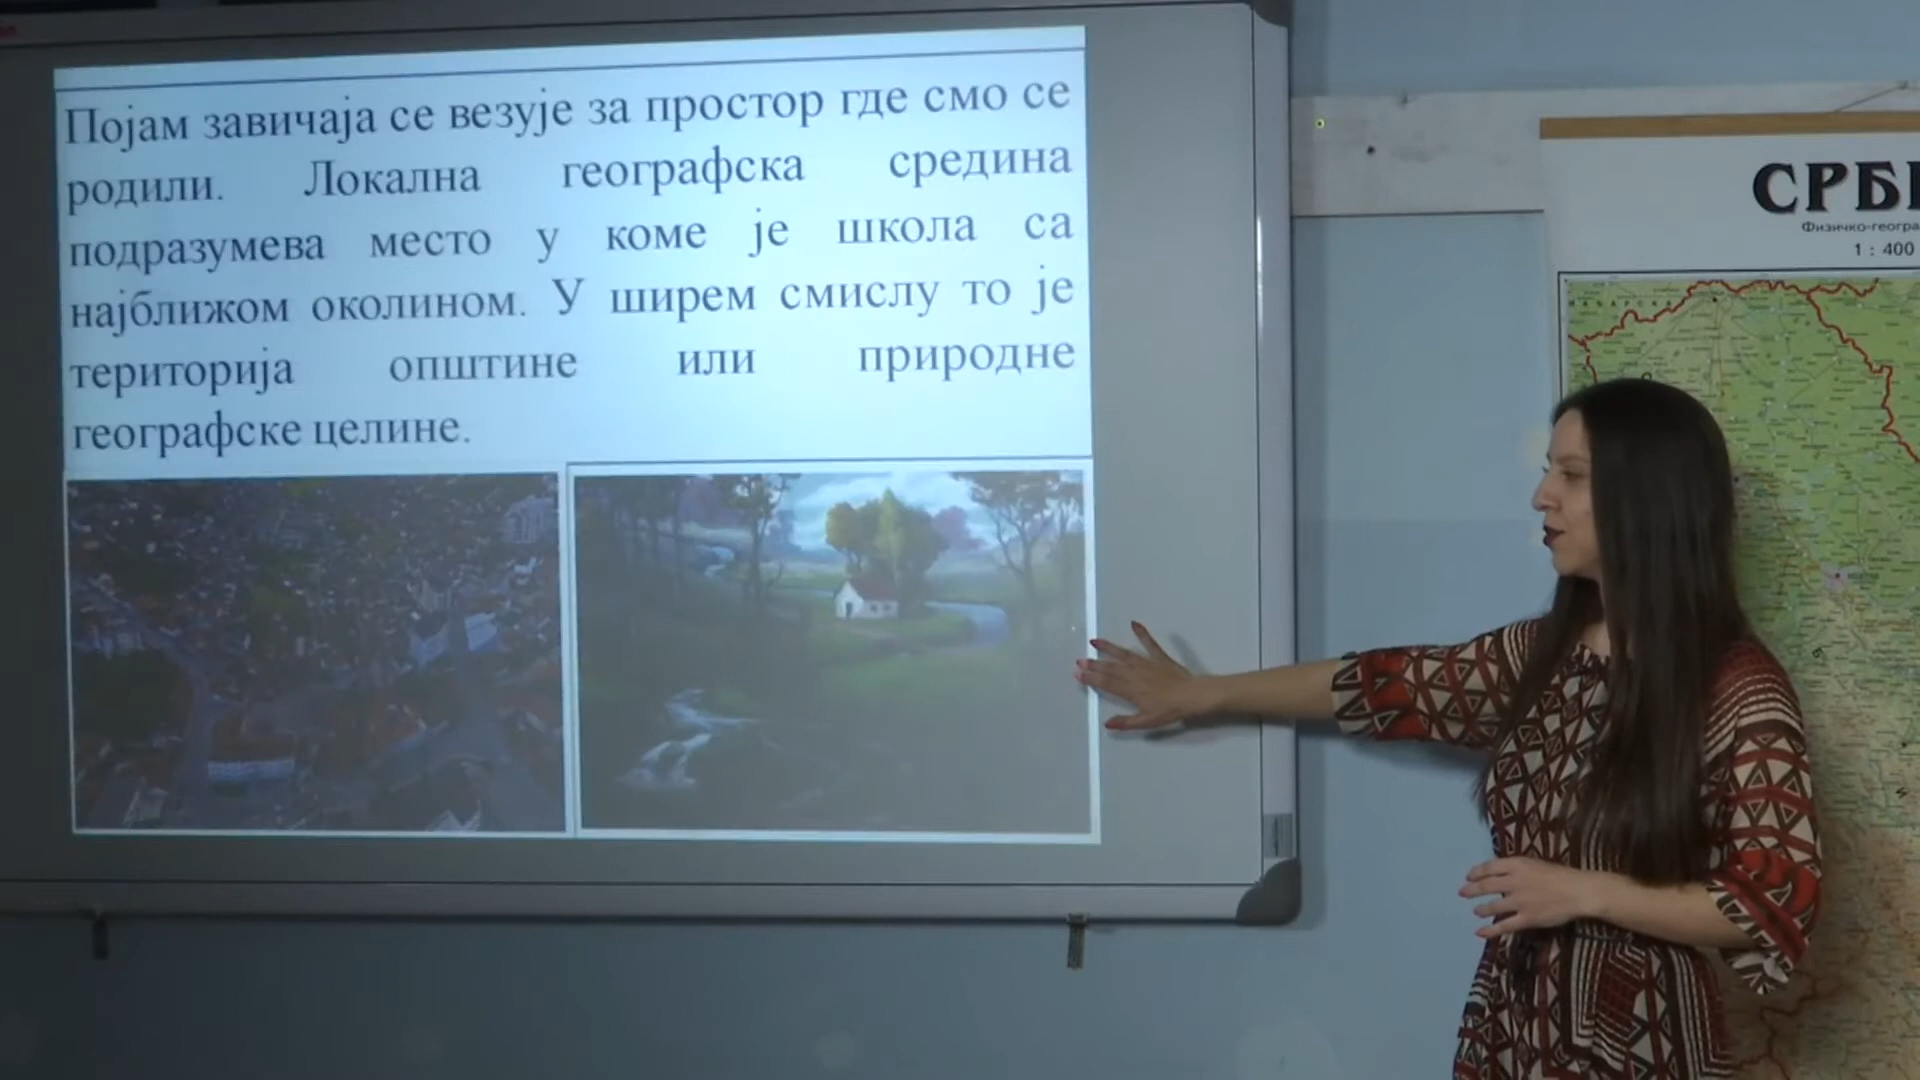 Појам завичаја се везује за простор где смо се
родили. Локална географска средина
подразумева место у коме је школа са
најближом околином. У ширем смислу то је
територија општине или природне
географске целине.
СРБ
1 : 400